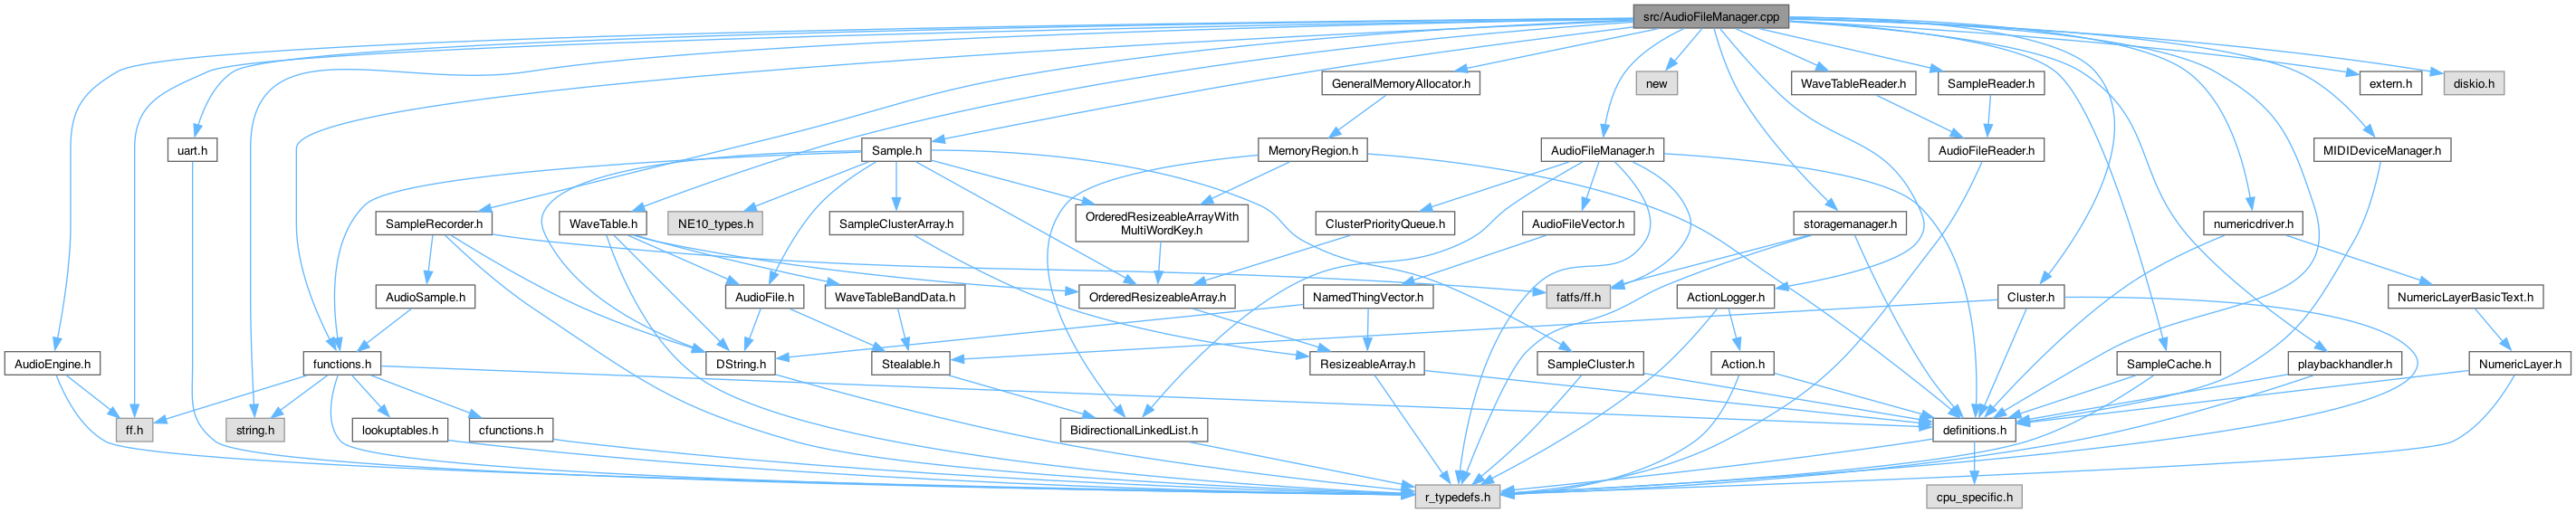 src/AudioFileManager.cpp
GeneralMemoryAllocator.h
new
WaveTableReader.h
SampleReader.h
extern.h
diskio.h
uart.h
Sample.h
MemoryRegion.h
AudioFileManager.h
AudioFileReader.h
MIDIDeviceManager.h
SampleRecorder.h
WaveTable.h
NE10_types.h
SampleClusterArray.h
OrderedResizeableArrayWith
MultiWordKey.h
ClusterPriorityQueue.h
AudioFileVector.h
storagemanager.h
numericdriver.h
AudioSample.h
AudioFile.h
WaveTableBandData.h
OrderedResizeableArray.h
NamedThingVector.h
fatfs/ff.h
ActionLogger.h
Cluster.h
NumericLayerBasicText.h
AudioEngine.h
functions.h
DString.h
Stealable.h
ResizeableArray.h
SampleCluster.h
Action.h
SampleCache.h
playbackhandler.h
NumericLayer.h
ff.h
string.h
lookuptables.h
cfunctions.h
BidirectionalLinkedList.h
definitions.h
r_typedefs.h
cpu_specific.h